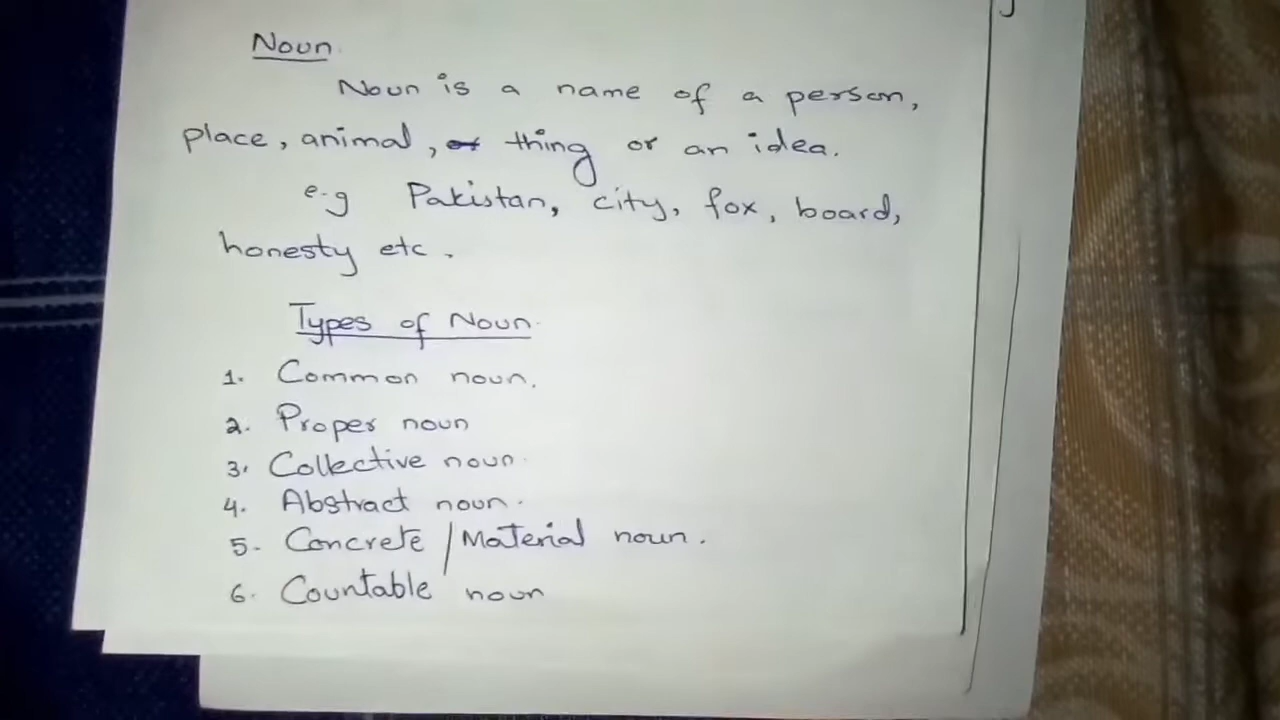 Noun.
Noun is a name of a person,
place, animal, thing or an idea.
e.g Pakistan, city, fox, board,
honesty etc.
Types of Noun.
1. Common noun.
2. Proper noun
3. Collective noun.
4. Abstract noun.
5. Concrete / Material noun.
6. Countable noun